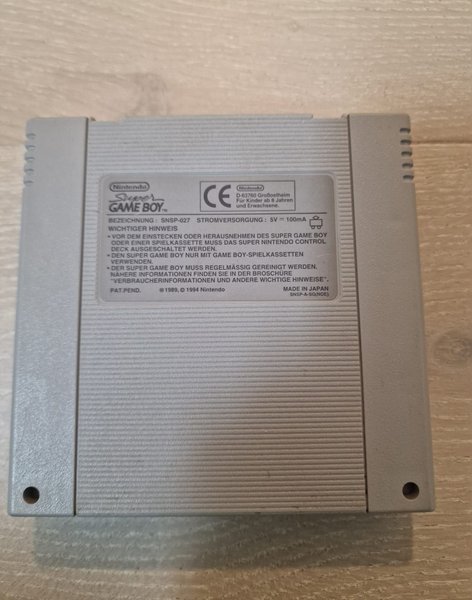 Nintendo
Super
GAME BOY™
CE
D-63760 Großostheim
Für Kinder ab 6 Jahren
und Erwachsene.
BEZEICHNUNG : SNSP-027 STROMVERSORGUNG : 5V ⎓ 100mA
WICHTIGER HINWEIS
• VOR DEM EINSTECKEN ODER HERAUSNEHMEN DES SUPER GAME BOY
ODER EINER SPIELKASSETTE MUSS DAS SUPER NINTENDO CONTROL
DECK AUSGESCHALTET WERDEN.
• DEN SUPER GAME BOY NUR MIT GAME BOY-SPIELKASSETTEN
VERWENDEN.
• DER SUPER GAME BOY MUSS REGELMÄSSIG GEREINIGT WERDEN.
NÄHERE INFORMATIONEN FINDEN SIE IN DER BROSCHÜRE
"VERBRAUCHERINFORMATIONEN UND ANDERE WICHTIGE HINWEISE".
PAT.PEND. ©1989, © 1994 Nintendo MADE IN JAPAN
SNSP-A-SG(NOE)